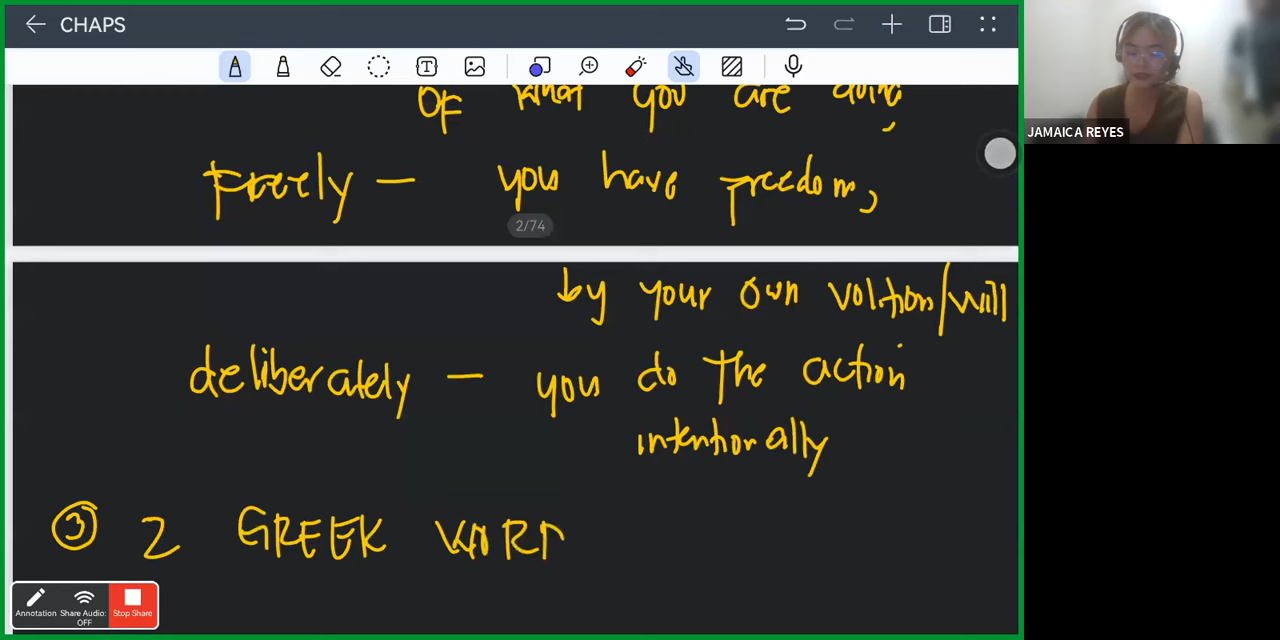 CHAPS
JAMAICA REYES
of what you are doing,
freely — you have freedom,
2/74
by your own volition/will
deliberately — you do the action
intentionally
③ 2 GREEK WORD
Annotation
Share Audio: OFF
Stop Share